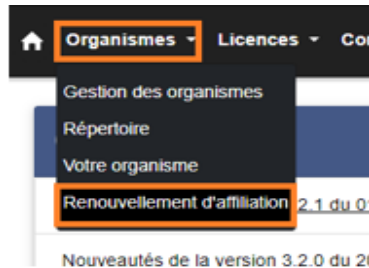 Organismes Licences Co
Gestion des organismes
Répertoire
Votre organisme
Renouvellement d'affiliation 2.1 du 0
Nouveautés de la version 3.2.0 du 2